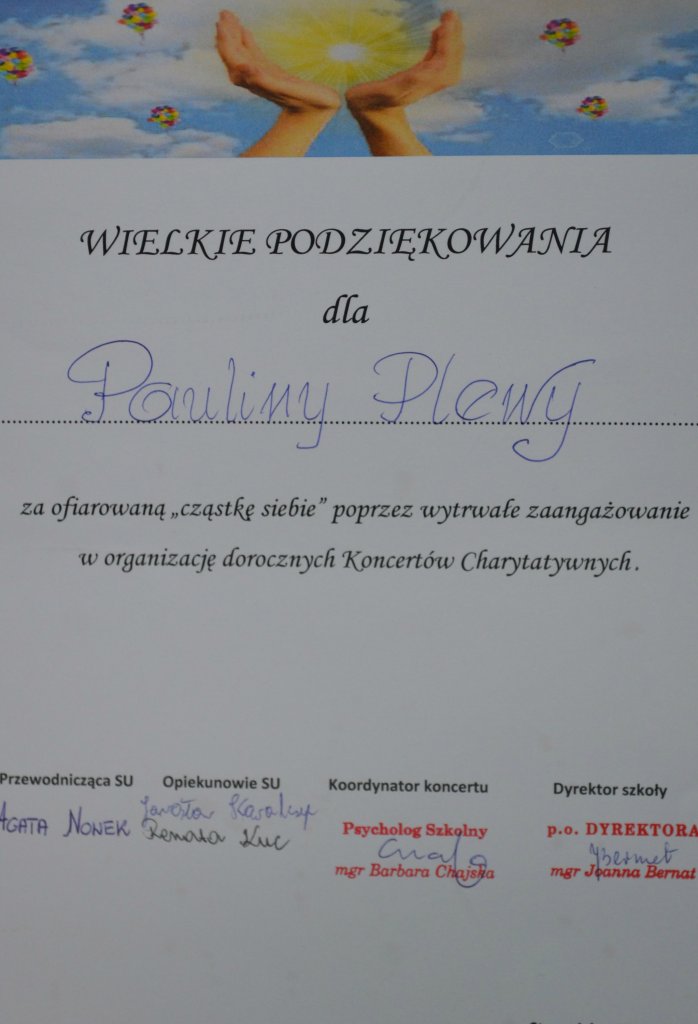 WIELKIE PODZIĘKOWANIA
dla
Pauliny Plewy
za ofiarowaną „cząstkę siebie” poprzez wytrwałe zaangażowanie
w organizację dorocznych Koncertów Charytatywnych.
Przewodnicząca SU Opiekunowie SU Koordynator koncertu Dyrektor szkoły
AGATA NOWEK
Renata Kuc
Psycholog Szkolny p.o. DYREKTORA
mgr Barbara Chajska mgr Joanna Bernat